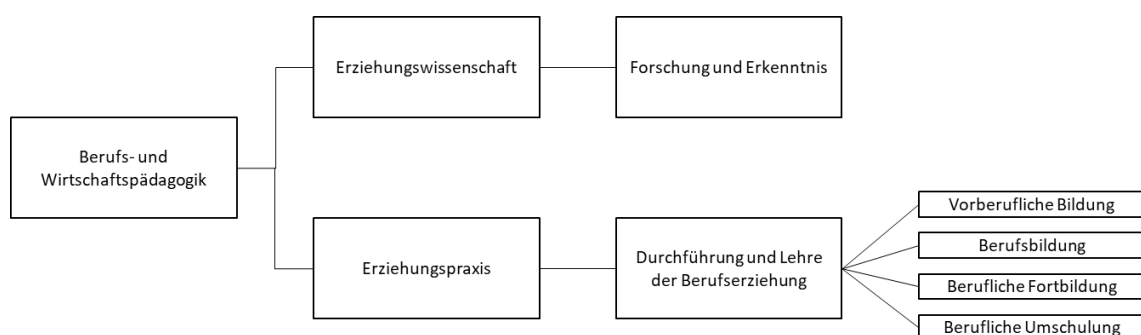 Erziehungswissenschaft
Forschung und Erkenntnis
Berufs- und
Wirtschaftspädagogik
Erziehungspraxis
Durchführung und Lehre
der Berufserziehung
Vorberufliche Bildung
Berufsbildung
Berufliche Fortbildung
Berufliche Umschulung